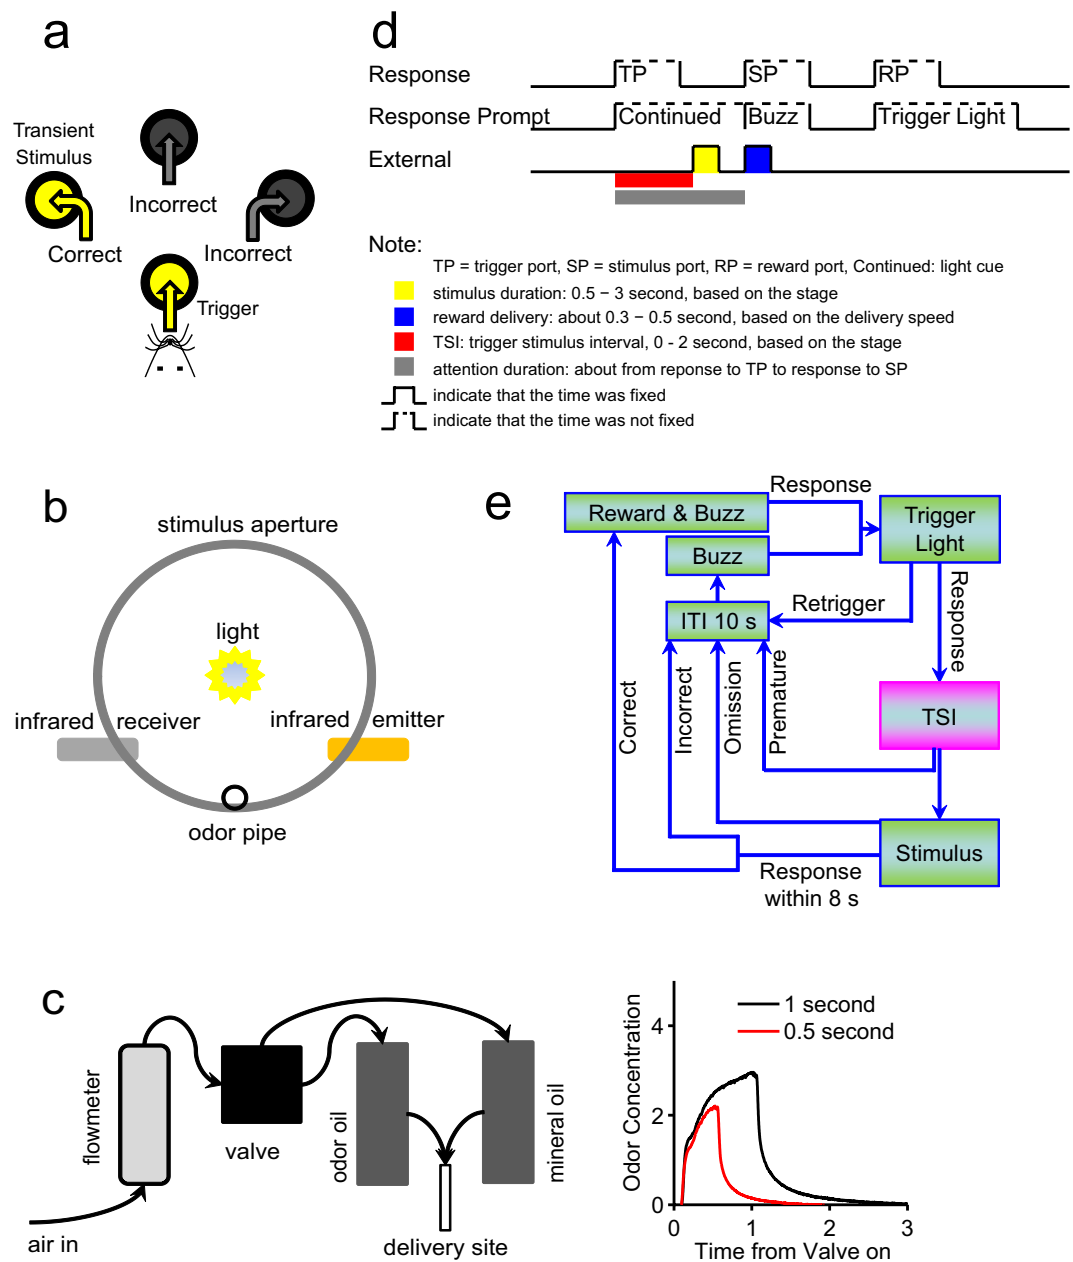 a
Transient
Stimulus
Incorrect
Correct
Incorrect
Trigger
d
Response
TP
SP
RP
Response Prompt
Continued
Buzz
Trigger Light
External
Note:
TP = trigger port, SP = stimulus port, RP = reward port, Continued: light cue
stimulus duration: 0.5 − 3 second, based on the stage
reward delivery: about 0.3 − 0.5 second, based on the delivery speed
TSI: trigger stimulus interval, 0 - 2 second, based on the stage
attention duration: about from reponse to TP to response to SP
indicate that the time was fixed
indicate that the time was not fixed
b
stimulus aperture
light
infrared receiver
infrared emitter
odor pipe
e
Response
Reward & Buzz
Trigger
Light
Buzz
Retrigger
ITI 10 s
Response
Correct
Incorrect
Omission
Premature
TSI
Stimulus
Response
within 8 s
c
flowmeter
valve
odor oil
mineral oil
air in
delivery site
Odor Concentration
4
2
0
1 second
0.5 second
0 1 2 3
Time from Valve on